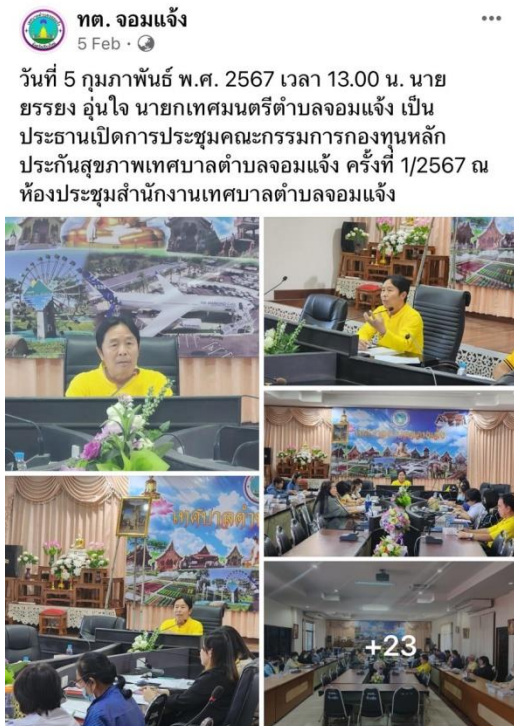 ทต. จอมแจ้ง
5 Feb ·
วันที่ 5 กุมภาพันธ์ พ.ศ. 2567 เวลา 13.00 น. นาย
ยรรยง อุ่นใจ นายกเทศมนตรีตำบลจอมแจ้ง เป็น
ประธานเปิดการประชุมคณะกรรมการกองทุนหลัก
ประกันสุขภาพเทศบาลตำบลจอมแจ้ง ครั้งที่ 1/2567 ณ
ห้องประชุมสำนักงานเทศบาลตำบลจอมแจ้ง
+23